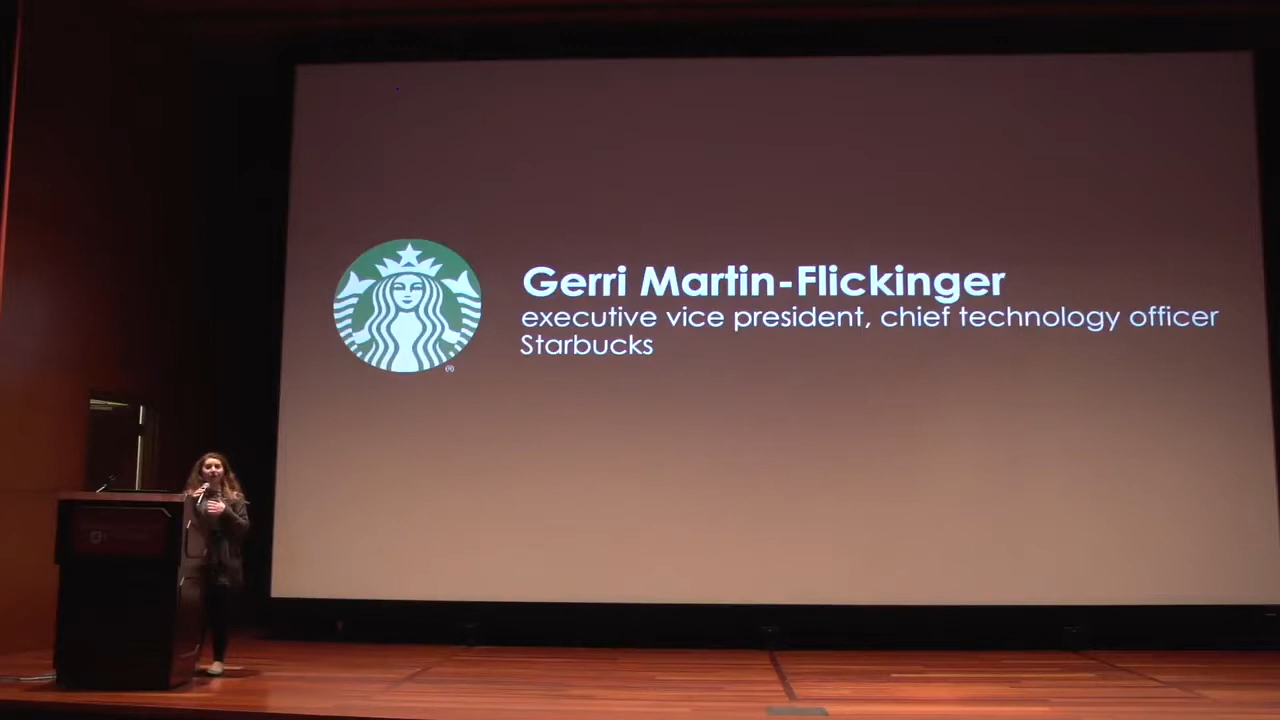 Gerri Martin-Flickinger
executive vice president, chief technology officer
Starbucks
®